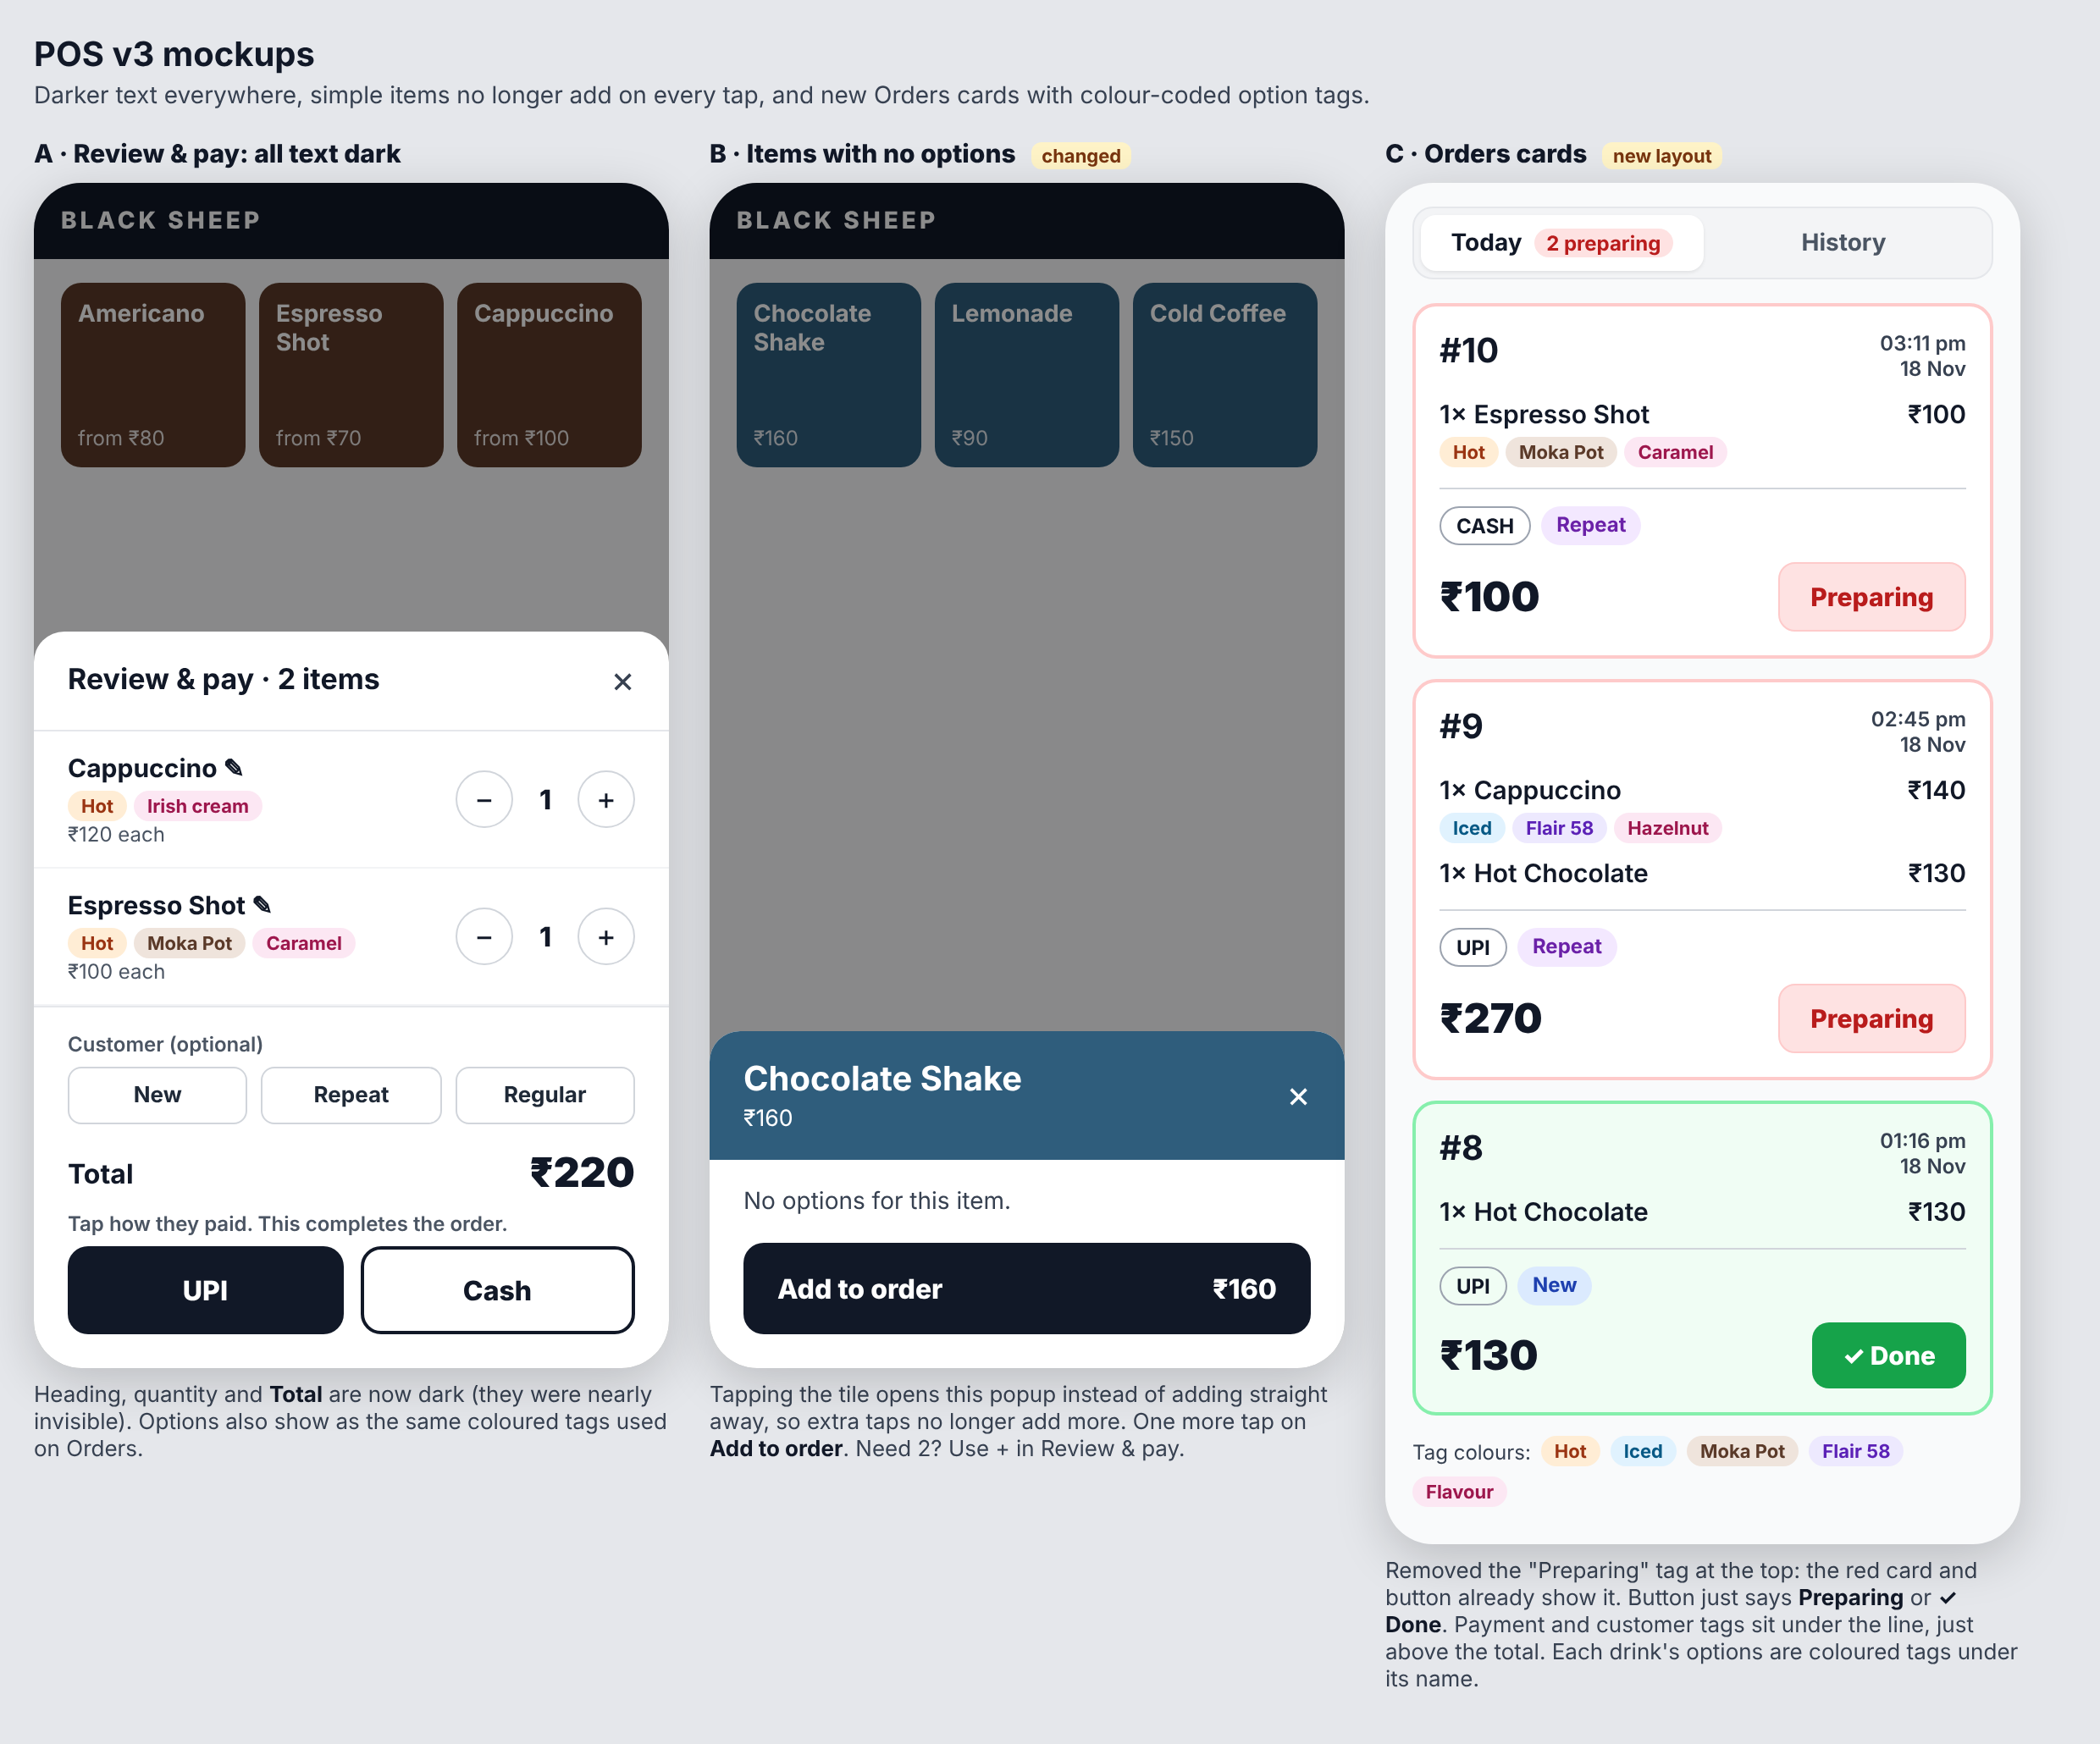 POS v3 mockups
Darker text everywhere, simple items no longer add on every tap, and new Orders cards with colour-coded option tags.
A · Review & pay: all text dark
BLACK SHEEP
Americano
from ₹80
Espresso
Shot
from ₹70
Cappuccino
from ₹100
Review & pay · 2 items
×
Cappuccino ✎
Hot Irish cream
₹120 each
− 1 +
Espresso Shot ✎
Hot Moka Pot Caramel
₹100 each
− 1 +
Customer (optional)
New Repeat Regular
Total ₹220
Tap how they paid. This completes the order.
UPI Cash
Heading, quantity and Total are now dark (they were nearly
invisible). Options also show as the same coloured tags used
on Orders.
B · Items with no options changed
BLACK SHEEP
Chocolate
Shake
₹160
Lemonade
₹90
Cold Coffee
₹150
Chocolate Shake
₹160
×
No options for this item.
Add to order ₹160
Tapping the tile opens this popup instead of adding straight
away, so extra taps no longer add more. One more tap on
Add to order. Need 2? Use + in Review & pay.
C · Orders cards new layout
Today 2 preparing History
#10 03:11 pm
18 Nov
1× Espresso Shot ₹100
Hot Moka Pot Caramel
CASH Repeat
₹100 Preparing
#9 02:45 pm
18 Nov
1× Cappuccino ₹140
Iced Flair 58 Hazelnut
1× Hot Chocolate ₹130
UPI Repeat
₹270 Preparing
#8 01:16 pm
18 Nov
1× Hot Chocolate ₹130
UPI New
₹130 ✓ Done
Tag colours: Hot Iced Moka Pot Flair 58
Flavour
Removed the "Preparing" tag at the top: the red card and
button already show it. Button just says Preparing or ✓
Done. Payment and customer tags sit under the line, just
above the total. Each drink's options are coloured tags under
its name.